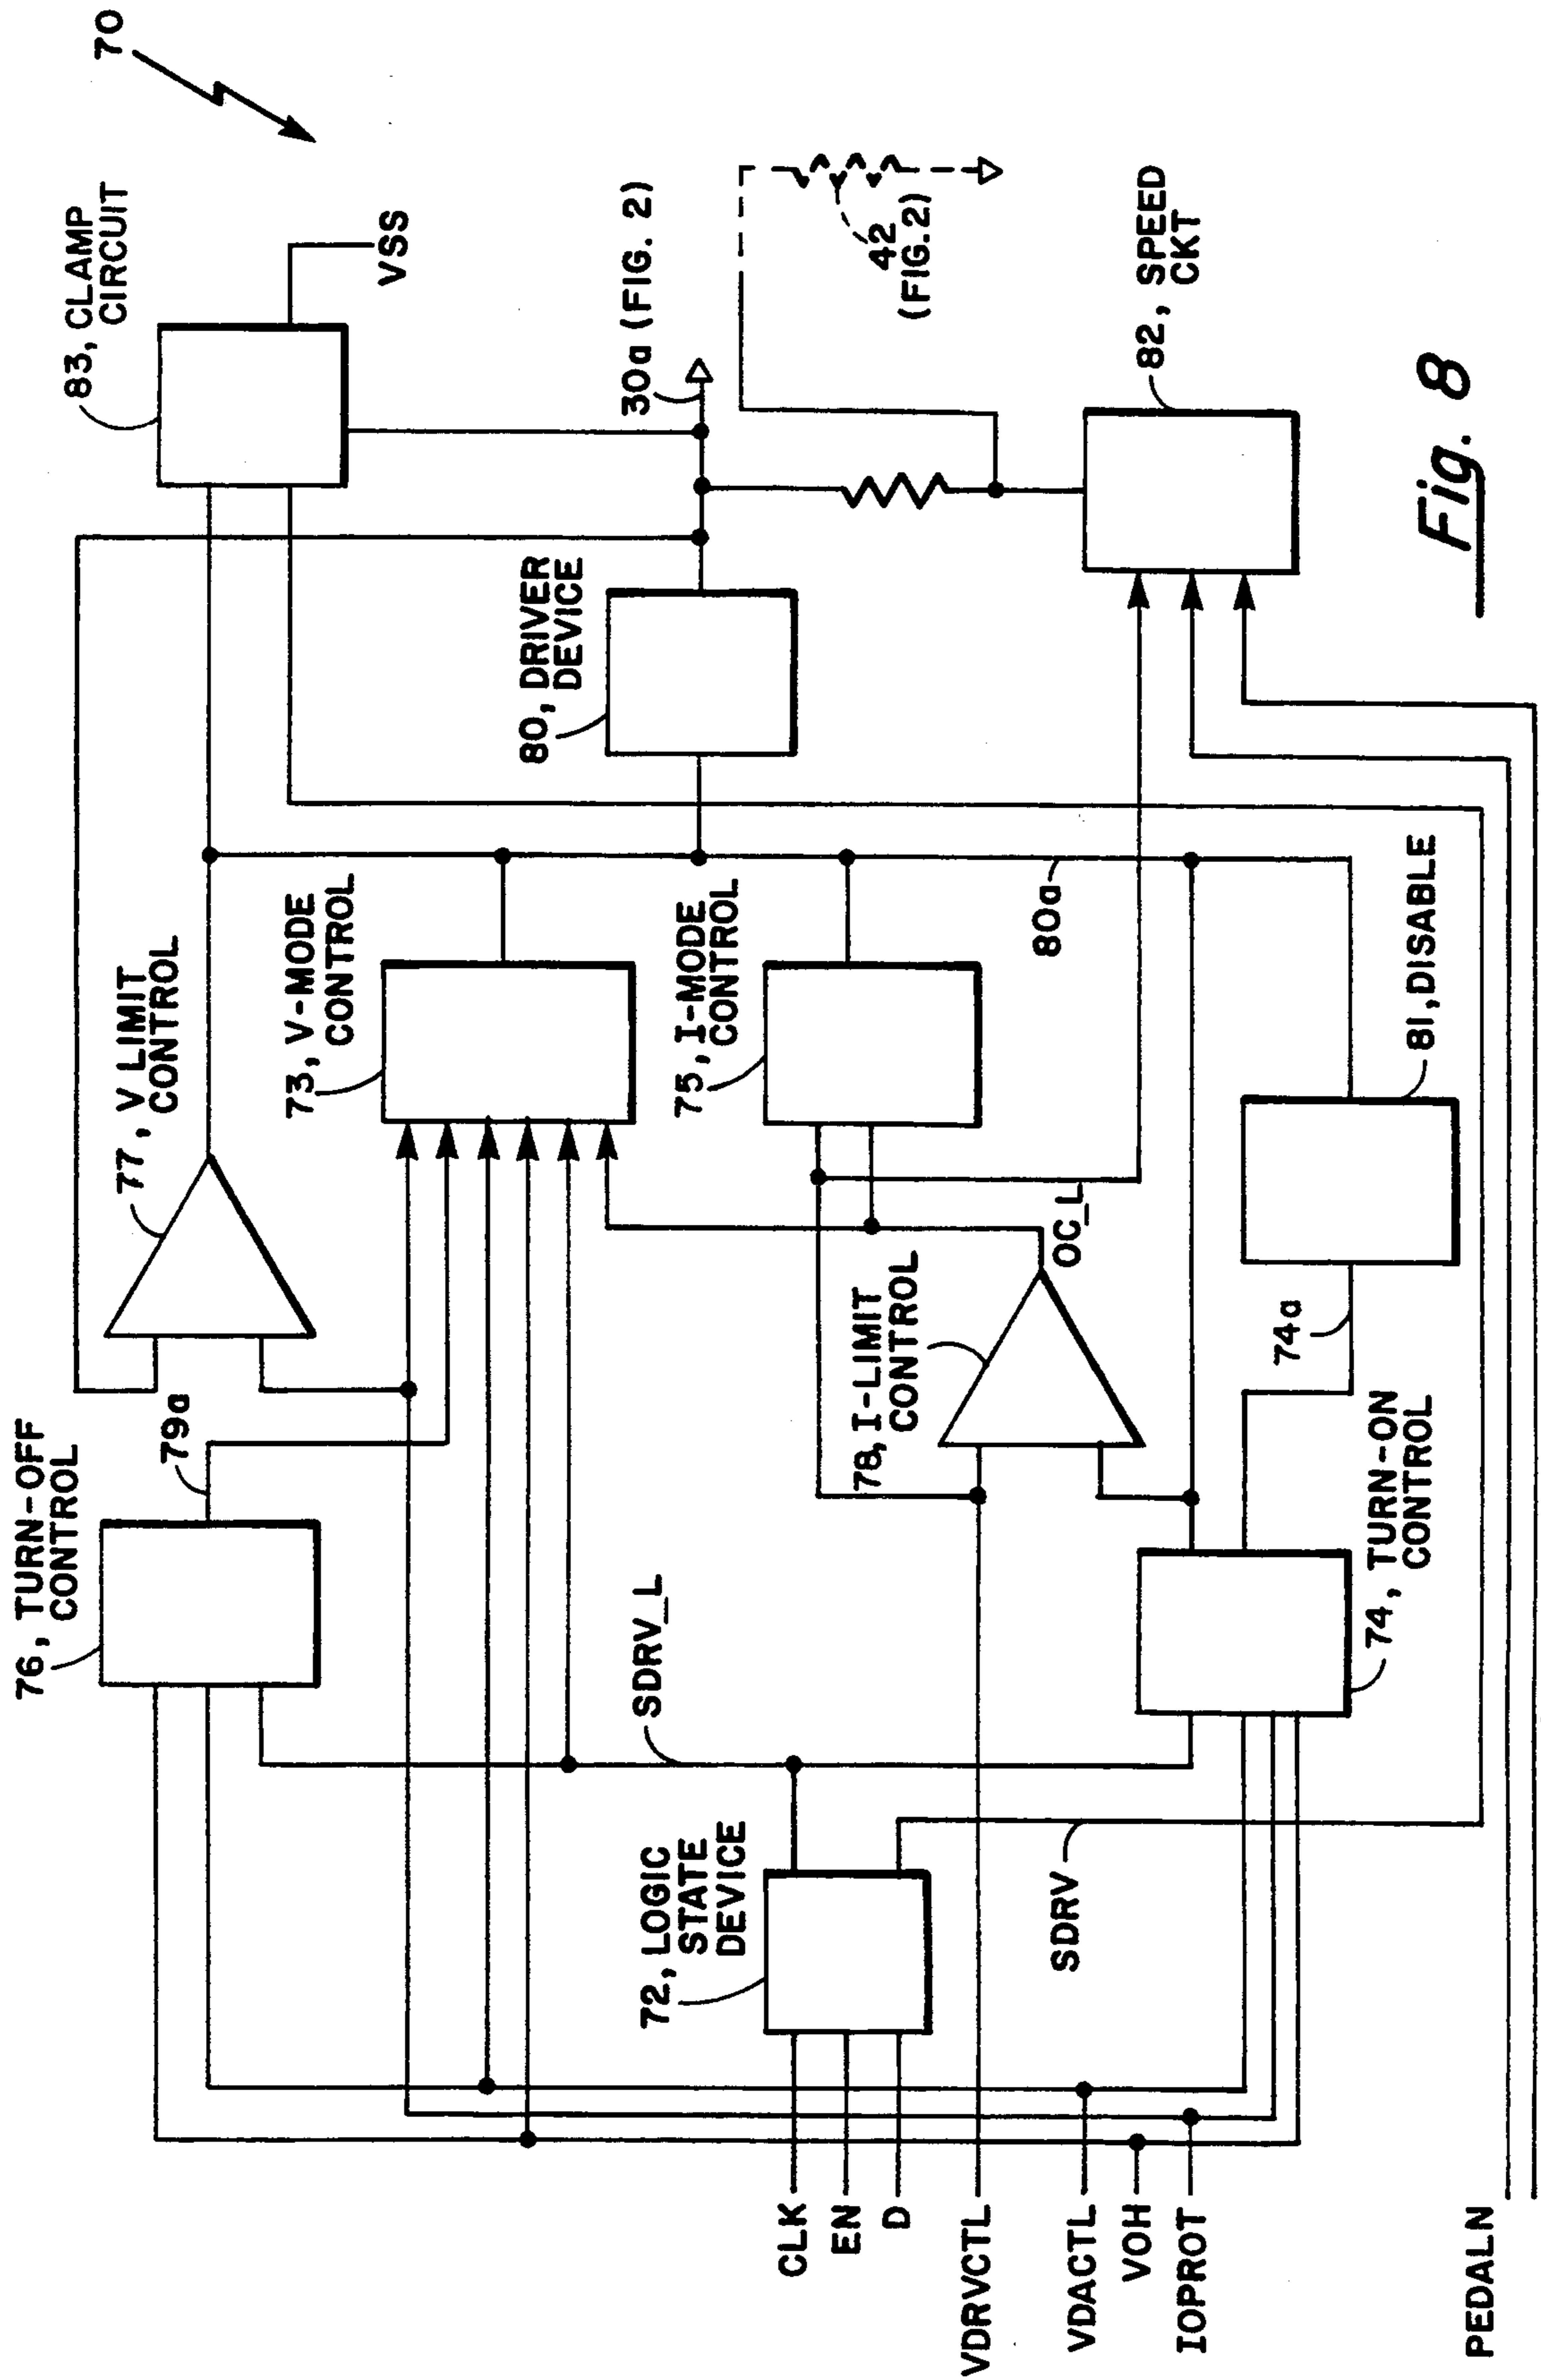 70
83, CLAMP
CIRCUIT
VSS
30a (FIG. 2)
42
(FIG.2)
82, SPEED
CKT
77, V LIMIT
CONTROL
73, V-MODE
CONTROL
80, DRIVER
DEVICE
75, I-MODE
CONTROL
80a
81, DISABLE
76, TURN-OFF
CONTROL
79a
78, I-LIMIT
CONTROL
OC_L
74a
74, TURN-ON
CONTROL
SDRV_L
72, LOGIC
STATE
DEVICE
SDRV
CLK
EN
D
VDRVCTL
VDACTL
VOH
IOPROT
PEDALN
Fig. 8